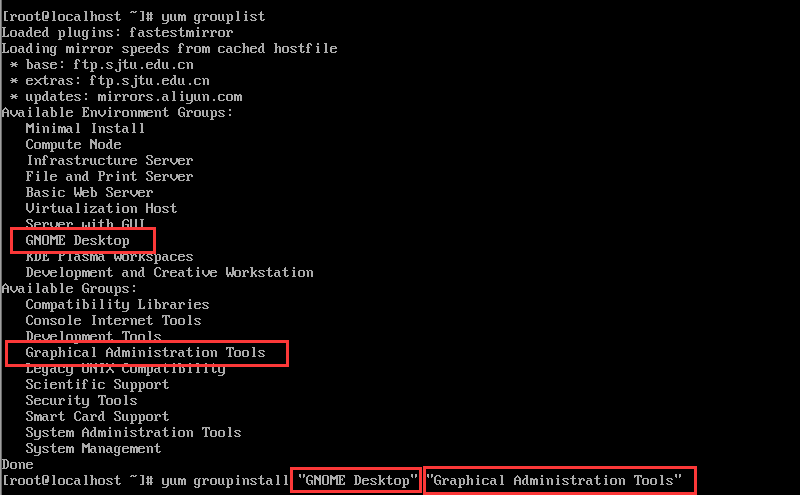 [root@localhost ~]# yum grouplist
Loaded plugins: fastestmirror
Loading mirror speeds from cached hostfile
 * base: ftp.sjtu.edu.cn
 * extras: ftp.sjtu.edu.cn
 * updates: mirrors.aliyun.com
Available Environment Groups:
   Minimal Install
   Compute Node
   Infrastructure Server
   File and Print Server
   Basic Web Server
   Virtualization Host
   Server with GUI
   GNOME Desktop
   KDE Plasma Workspaces
   Development and Creative Workstation
Available Groups:
   Compatibility Libraries
   Console Internet Tools
   Development Tools
   Graphical Administration Tools
   Legacy UNIX Compatibility
   Scientific Support
   Security Tools
   Smart Card Support
   System Administration Tools
   System Management
Done
[root@localhost ~]# yum groupinstall "GNOME Desktop" "Graphical Administration Tools"